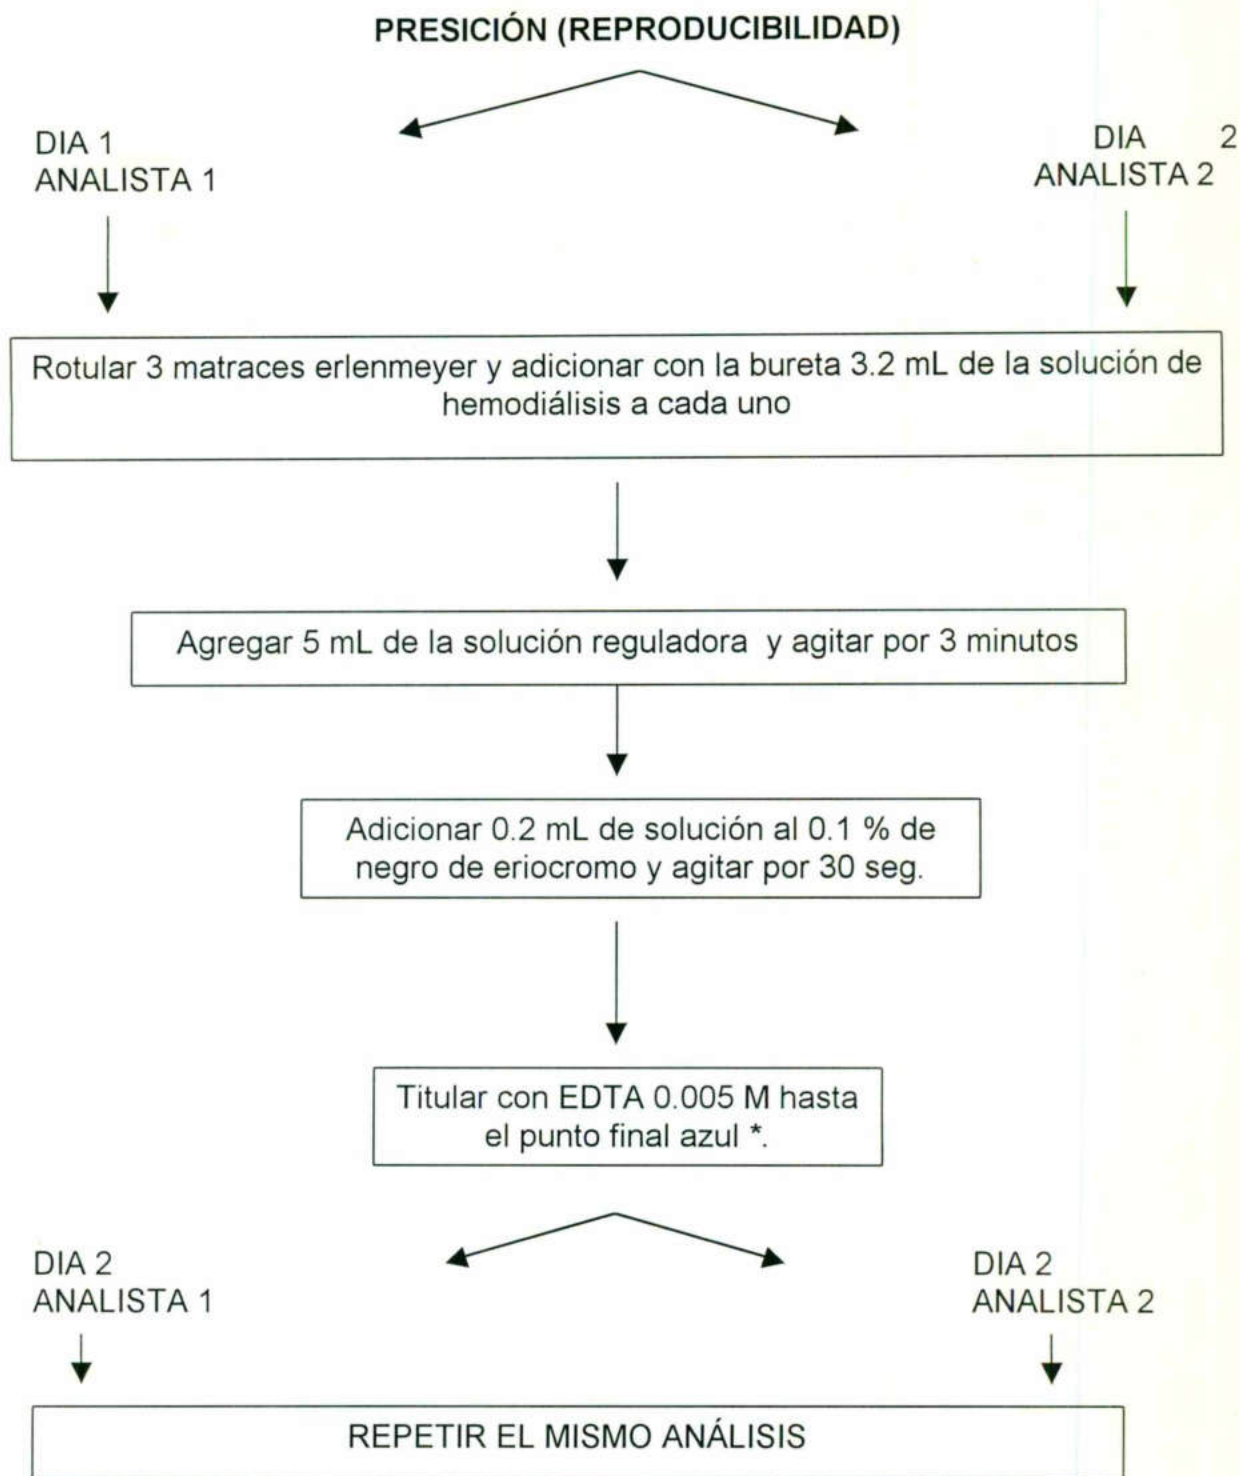 PRESICIÓN (REPRODUCIBILIDAD)
DIA 1
ANALISTA 1
DIA 2
ANALISTA 2
Rotular 3 matraces erlenmeyer y adicionar con la bureta 3.2 mL de la solución de
hemodiálisis a cada uno
Agregar 5 mL de la solución reguladora y agitar por 3 minutos
Adicionar 0.2 mL de solución al 0.1 % de
negro de eriocromo y agitar por 30 seg.
Titular con EDTA 0.005 M hasta
el punto final azul *.
DIA 2
ANALISTA 1
DIA 2
ANALISTA 2
REPETIR EL MISMO ANÁLISIS